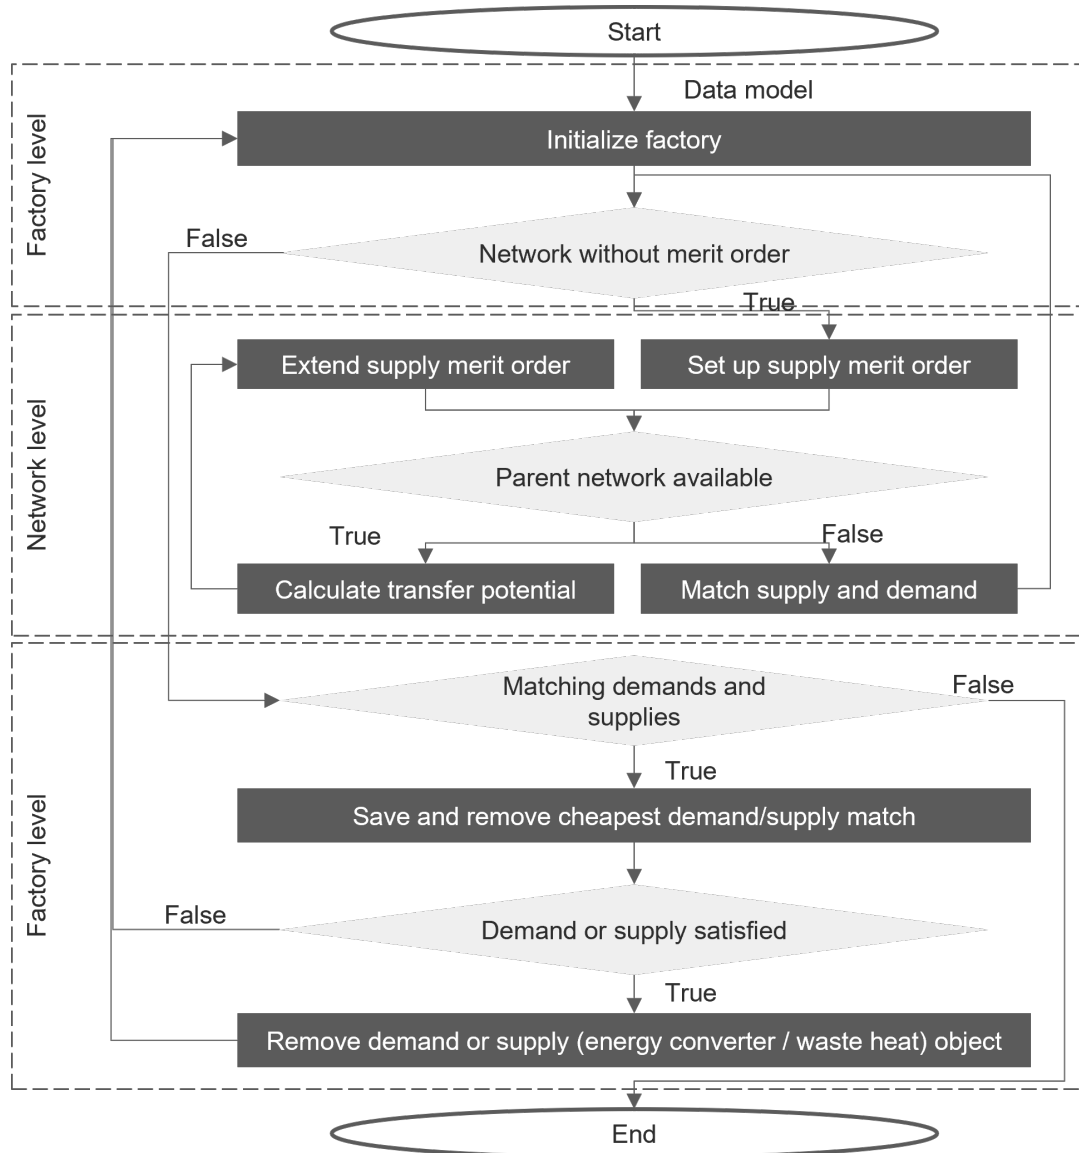 Start
Data model
Initialize factory
Factory level
False
Network without merit order
True
Extend supply merit order
Set up supply merit order
Network level
Parent network available
True
False
Calculate transfer potential
Match supply and demand
Matching demands and
supplies
False
True
Save and remove cheapest demand/supply match
Factory level
False
Demand or supply satisfied
True
Remove demand or supply (energy converter / waste heat) object
End